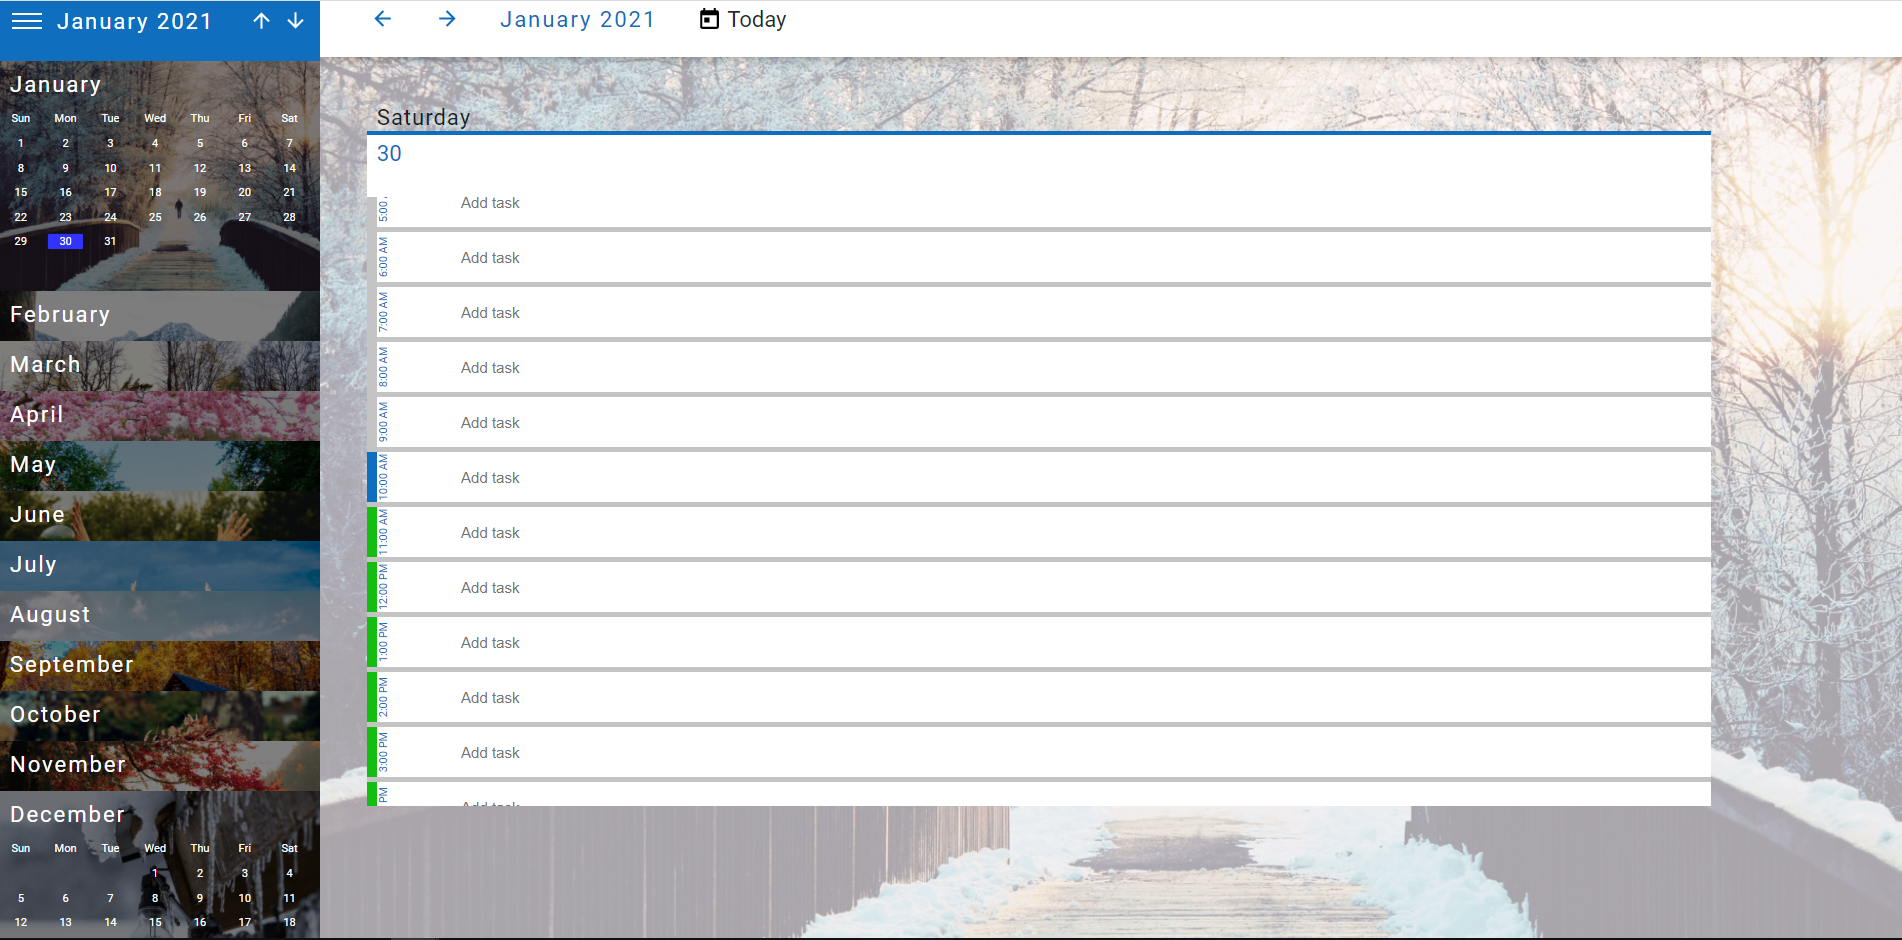 January 2021
January
Sun Mon Tue Wed Thu Fri Sat
1 2 3 4 5 6 7
8 9 10 11 12 13 14
15 16 17 18 19 20 21
22 23 24 25 26 27 28
29 30 31
February
March
April
May
June
July
August
September
October
November
December
Sun Mon Tue Wed Thu Fri Sat
1 2 3 4
5 6 7 8 9 10 11
12 13 14 15 16 17 18
January 2021 Today
Saturday
30
5:00 Add task
6:00 AM Add task
7:00 AM Add task
8:00 AM Add task
9:00 AM Add task
10:00 AM Add task
11:00 AM Add task
12:00 PM Add task
1:00 PM Add task
2:00 PM Add task
3:00 PM Add task
PM Add task